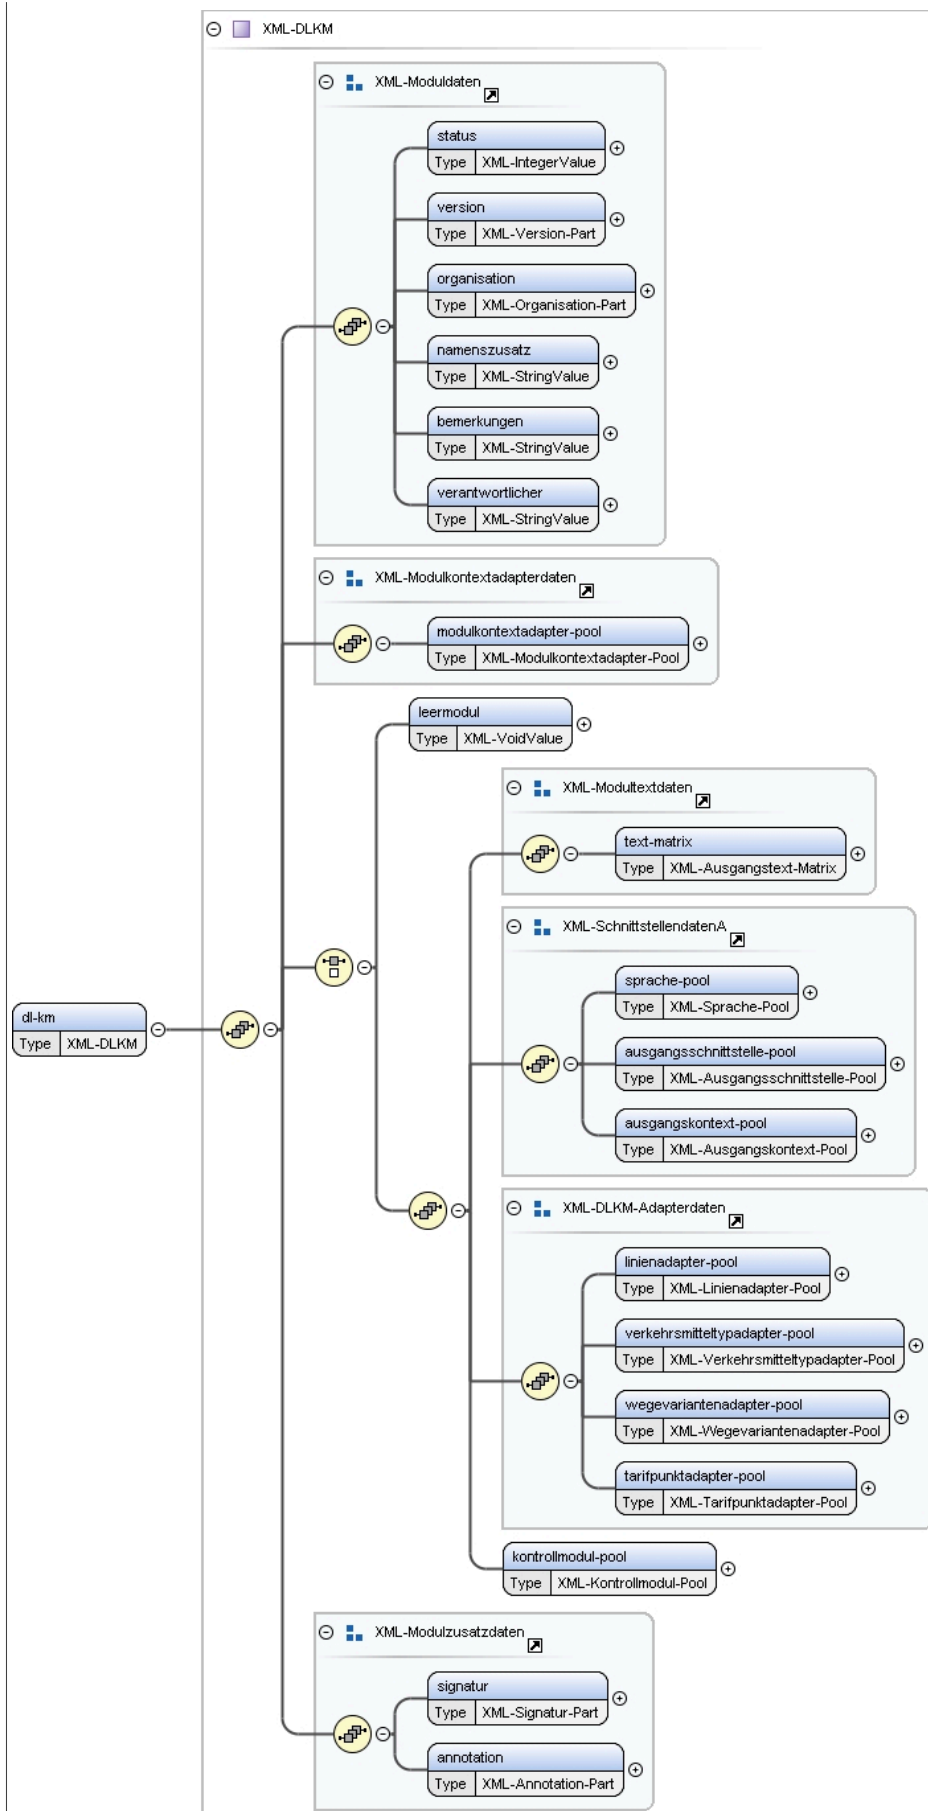 XML-DLKM
XML-Moduldaten
status
Type XML-IntegerValue
version
Type XML-Version-Part
organisation
Type XML-Organisation-Part
namenszusatz
Type XML-StringValue
bemerkungen
Type XML-StringValue
verantwortlicher
Type XML-StringValue
XML-Modulkontextadapterdaten
modulkontextadapter-pool
Type XML-Modulkontextadapter-Pool
leermodul
Type XML-VoidValue
XML-Modultextdaten
text-matrix
Type XML-Ausgangstext-Matrix
XML-SchnittstellendatenA
sprache-pool
Type XML-Sprache-Pool
dl-km
Type XML-DLKM
ausgangsschnittstelle-pool
Type XML-Ausgangsschnittstelle-Pool
ausgangskontext-pool
Type XML-Ausgangskontext-Pool
XML-DLKM-Adapterdaten
linienadapter-pool
Type XML-Linienadapter-Pool
verkehrsmitteltypadapter-pool
Type XML-Verkehrsmitteltypadapter-Pool
wegevariantenadapter-pool
Type XML-Wegevariantenadapter-Pool
tarifpunktadapter-pool
Type XML-Tarifpunktadapter-Pool
kontrollmodul-pool
Type XML-Kontrollmodul-Pool
XML-Modulzusatzdaten
signatur
Type XML-Signatur-Part
annotation
Type XML-Annotation-Part